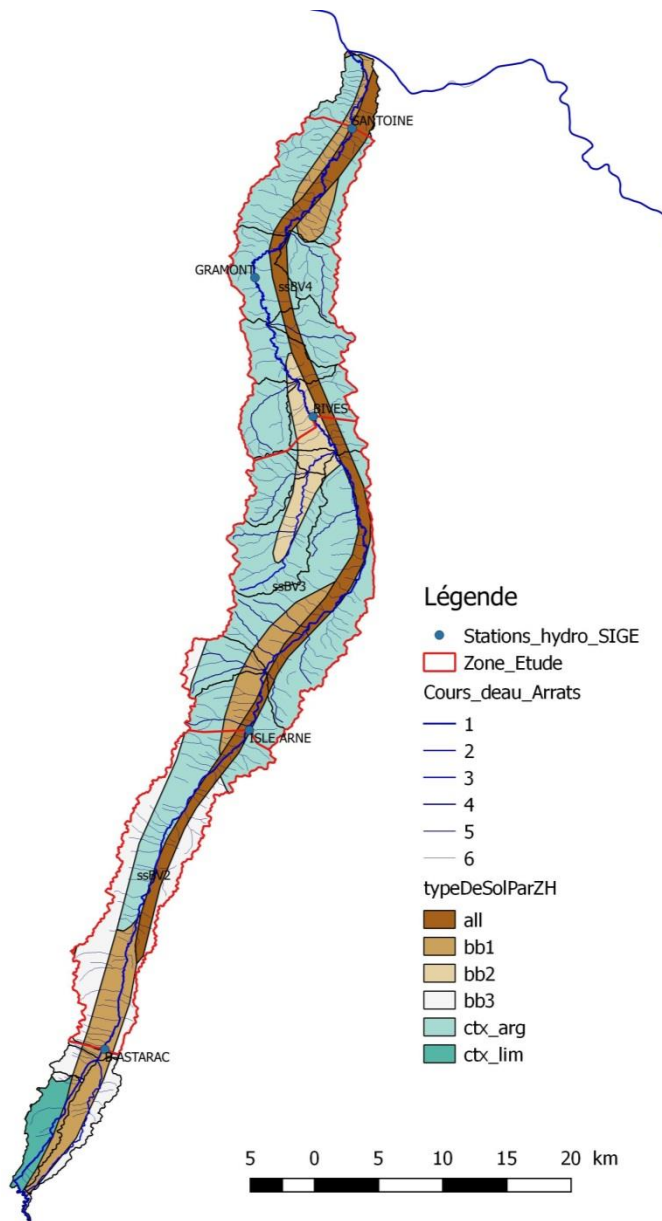 SANTOINE
GRAMONT
ssBV4
BIVES
ssBV3
Légende
Stations_hydro_SIGE
Zone_Etude
Cours_deau_Arrats
1
2
3
4
5
6
typeDeSolParZH
all
bb1
bb2
bb3
ctx_arg
ctx_lim
ISLE ARNE
ssBV2
B ASTARAC
5 0 5 10 15 20 km